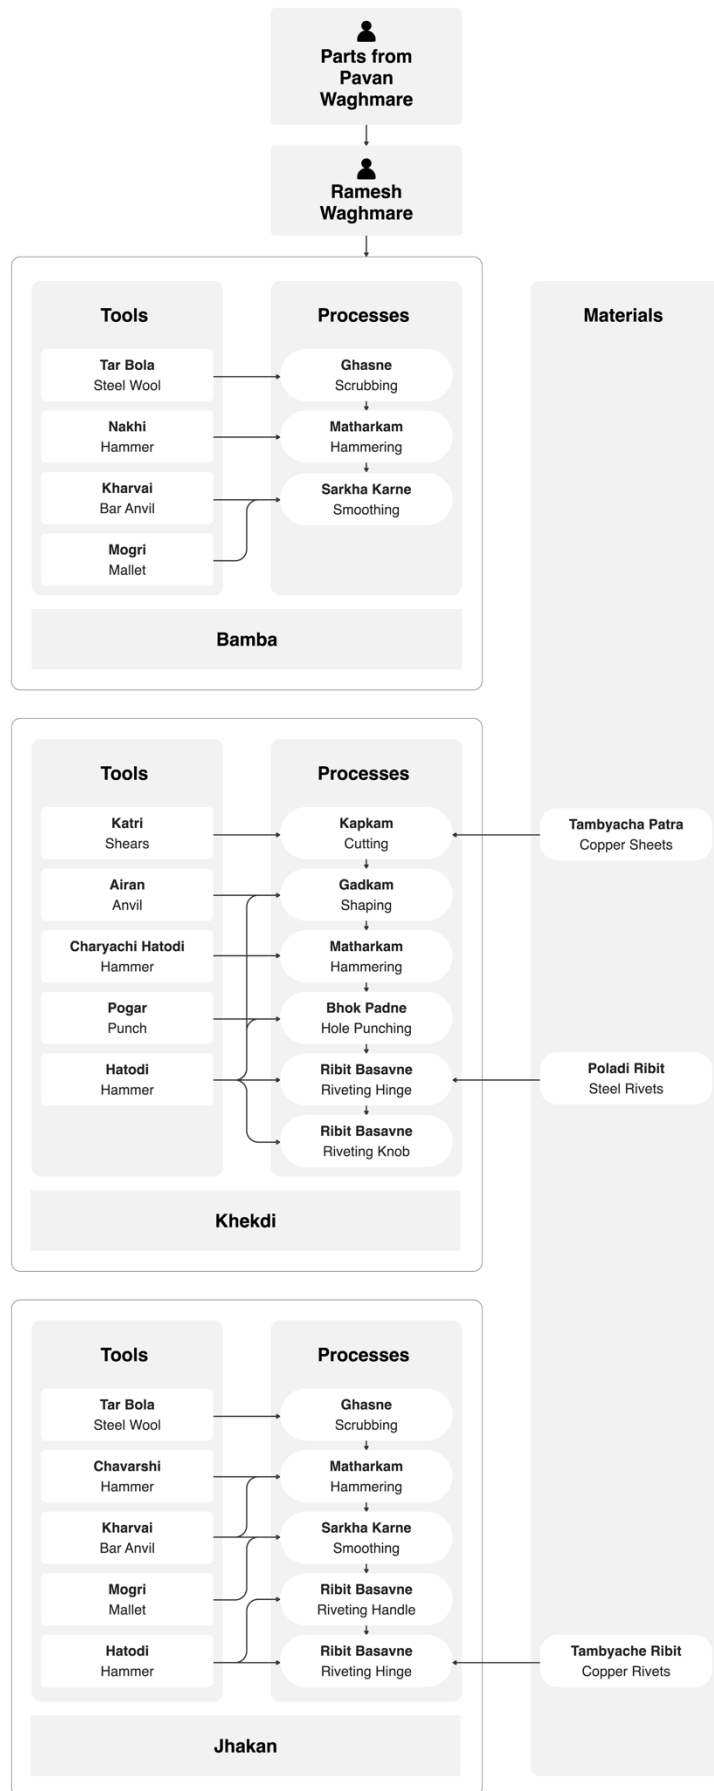 Parts from
Pavan
Waghmare
Ramesh
Waghmare
Tools
Tar Bola
Steel Wool
Nakhi
Hammer
Kharvai
Bar Anvil
Mogri
Mallet
Processes
Ghasne
Scrubbing
Matharkam
Hammering
Sarkha Karne
Smoothing
Bamba
Materials
Tambyacha Patra
Copper Sheets
Poladi Ribit
Steel Rivets
Tambyache Ribit
Copper Rivets
Tools
Katri
Shears
Airan
Anvil
Charyachi Hatodi
Hammer
Pogar
Punch
Hatodi
Hammer
Processes
Kapkam
Cutting
Gadkam
Shaping
Matharkam
Hammering
Bhok Padne
Hole Punching
Ribit Basavne
Riveting Hinge
Ribit Basavne
Riveting Knob
Khekdi
Tools
Tar Bola
Steel Wool
Chavarshi
Hammer
Kharvai
Bar Anvil
Mogri
Mallet
Hatodi
Hammer
Processes
Ghasne
Scrubbing
Matharkam
Hammering
Sarkha Karne
Smoothing
Ribit Basavne
Riveting Handle
Ribit Basavne
Riveting Hinge
Jhakan